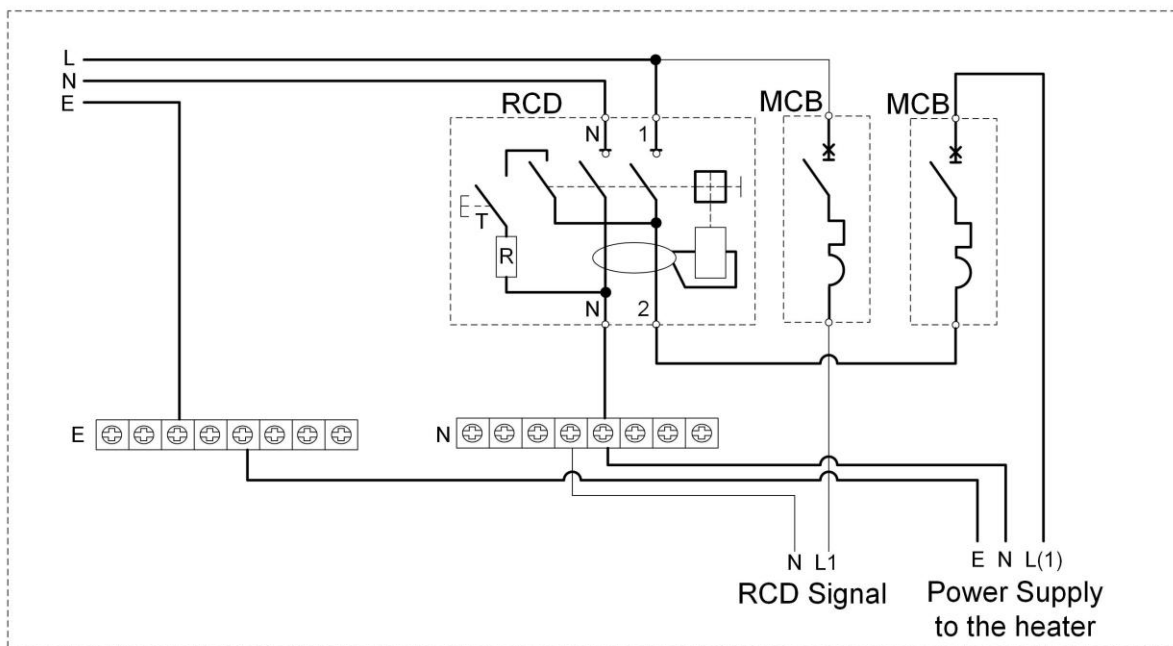 L
N
E
RCD
MCB
MCB
N 1
T
R
N 2
E
N
N L1
E N L(1)
RCD Signal
Power Supply
to the heater